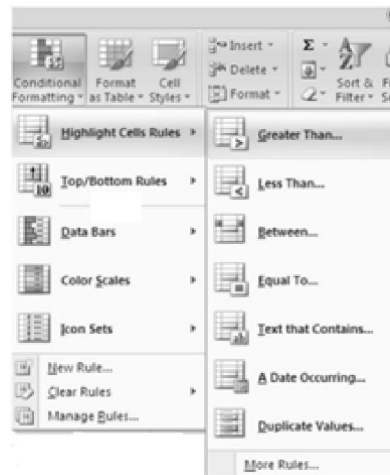 Conditional Formatting
Format as Table
Cell Styles
Insert
Delete
Format
Σ
Sort & Filter
Highlight Cells Rules
Top/Bottom Rules
Data Bars
Color Scales
Icon Sets
New Rule...
Clear Rules
Manage Rules...
Greater Than...
Less Than...
Between...
Equal To...
Text that Contains...
A Date Occurring...
Duplicate Values...
More Rules...